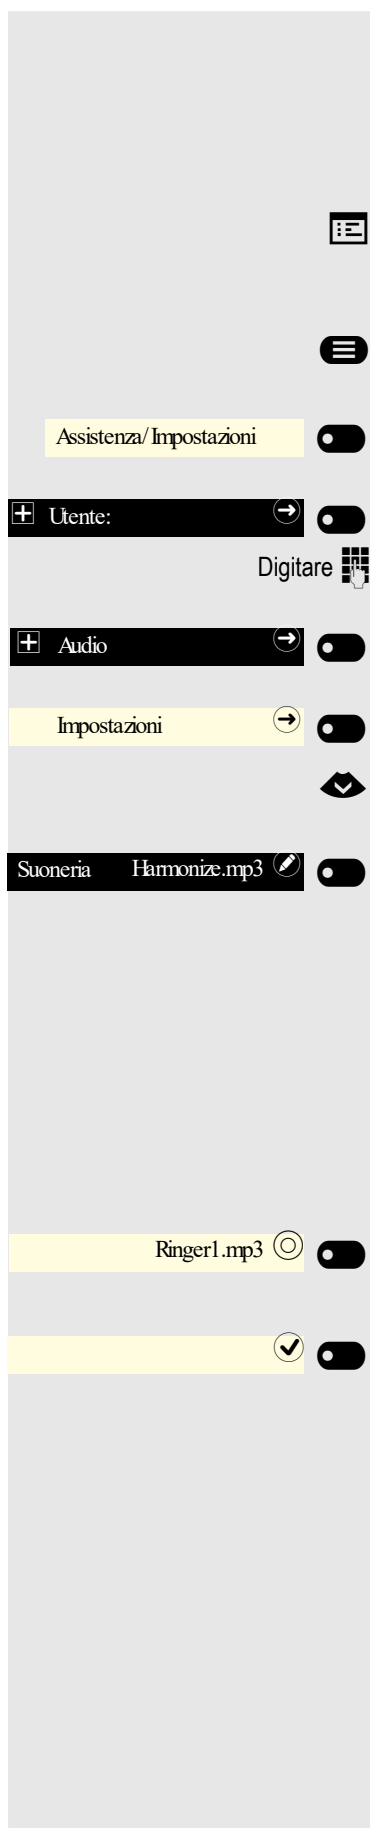 Assistenza/Impostazioni
Utente:
Digitare
Audio
Impostazioni
Suoneria Harmonize.mp3
Ringer1.mp3